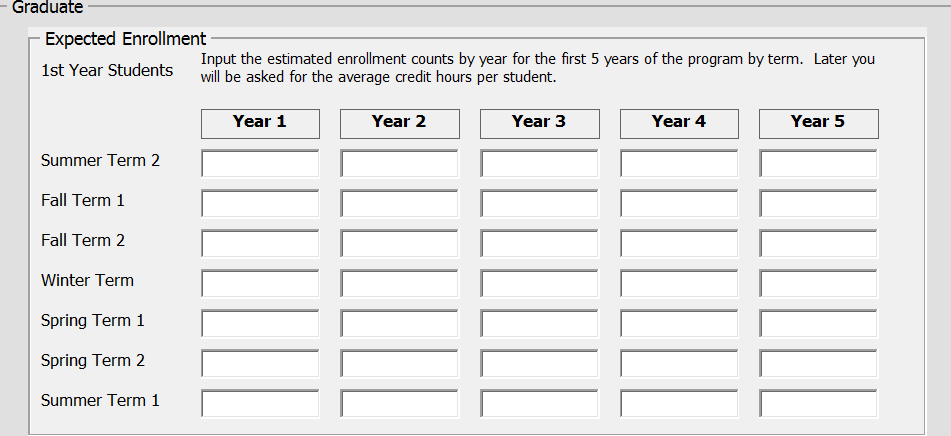 Graduate
Expected Enrollment
1st Year Students
Input the estimated enrollment counts by year for the first 5 years of the program by term.  Later you
will be asked for the average credit hours per student.
Year 1 Year 2 Year 3 Year 4 Year 5
Summer Term 2
Fall Term 1
Fall Term 2
Winter Term
Spring Term 1
Spring Term 2
Summer Term 1